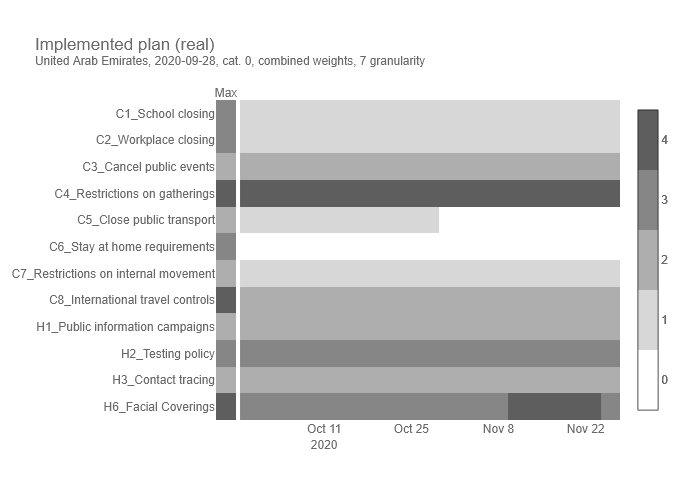 Implemented plan (real)
United Arab Emirates, 2020-09-28, cat. 0, combined weights, 7 granularity
Max
C1_School closing
C2_Workplace closing
C3_Cancel public events
C4_Restrictions on gatherings
C5_Close public transport
C6_Stay at home requirements
C7_Restrictions on internal movement
C8_International travel controls
H1_Public information campaigns
H2_Testing policy
H3_Contact tracing
H6_Facial Coverings
Oct 11
2020
Oct 25
Nov 8
Nov 22
4
3
2
1
0